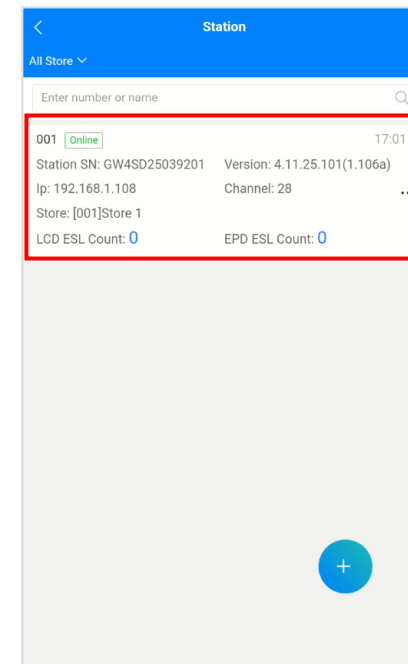 Station
All Store
Enter number or name
001 Online 17:01
Station SN: GW4SD25039201 Version: 4.11.25.101(1.106a)
Ip: 192.168.1.108 Channel: 28
Store: [001]Store 1
LCD ESL Count: 0 EPD ESL Count: 0